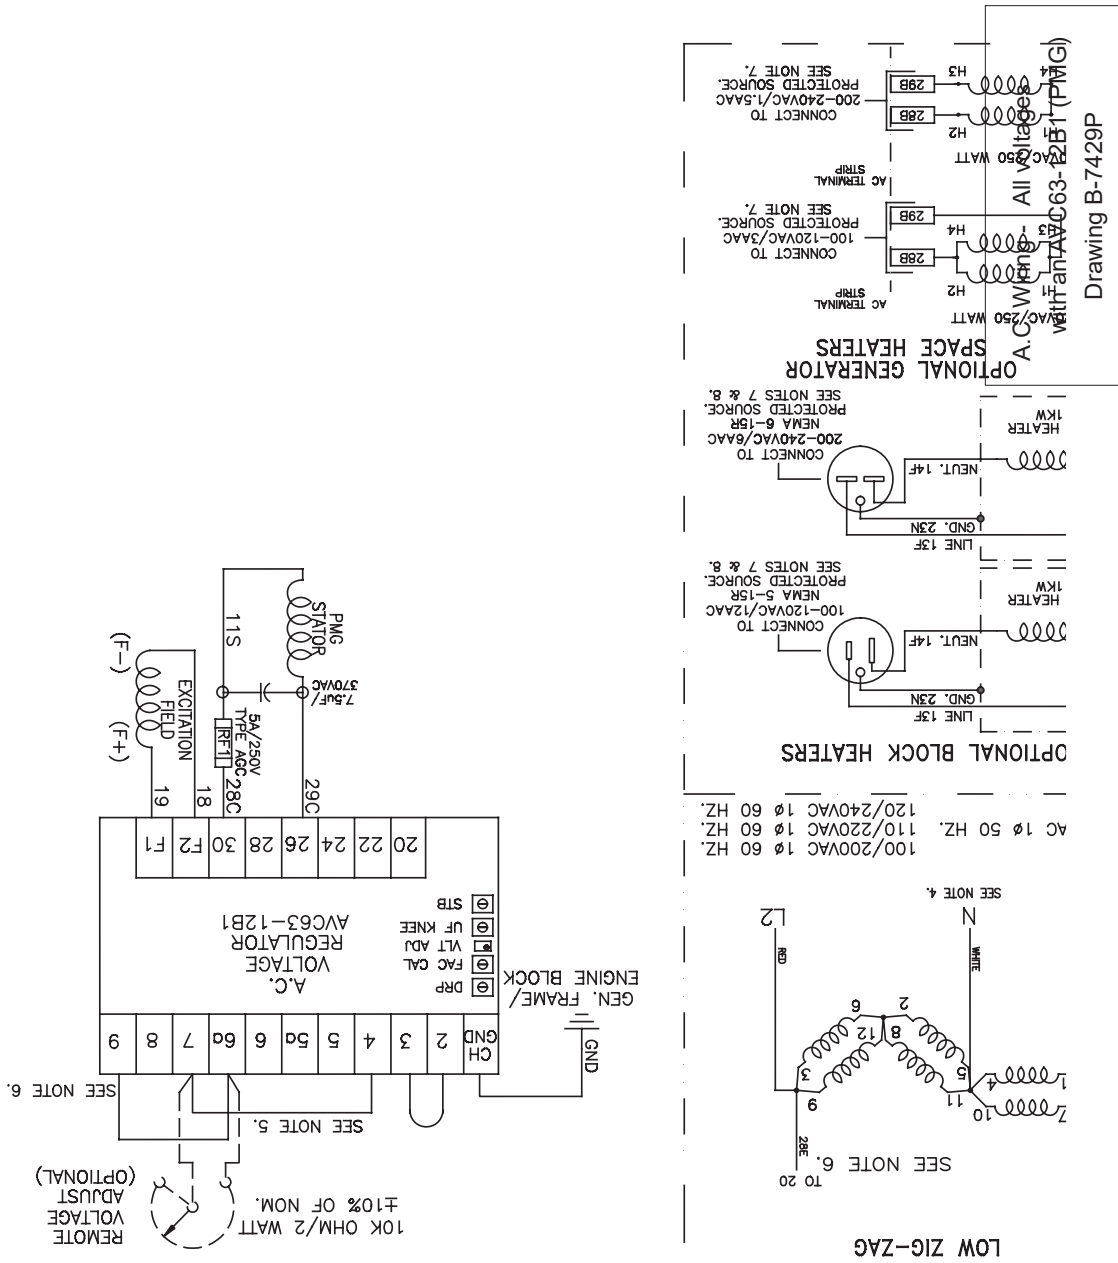 LOW ZIG-ZAG
SEE NOTE 6.
TO 20
28E
10
11
9
7
1
4
5
3
8
12
2
6
WHITE
RED
N
L2
SEE NOTE 4.
100/200VAC 1ø 60 HZ.
AC 1ø 50 HZ. 110/220VAC 1ø 60 HZ.
120/240VAC 1ø 60 HZ.
OPTIONAL BLOCK HEATERS
LINE 13F
GND. 23N
NEUT. 14F
HEATER
1KW
CONNECT TO
100-120VAC/12AAC
NEMA 5-15R
PROTECTED SOURCE.
SEE NOTES 7 & 8.
LINE 13F
GND. 23N
NEUT. 14F
HEATER
1KW
CONNECT TO
200-240VAC/6AAC
NEMA 6-15R
PROTECTED SOURCE.
SEE NOTES 7 & 8.
OPTIONAL GENERATOR
SPACE HEATERS
VAC/250 WATT
AC TERMINAL
STRIP
H1
H2
H3
H4
28B
29B
CONNECT TO
100-120VAC/3AAC
PROTECTED SOURCE.
SEE NOTE 7.
VAC/250 WATT
AC TERMINAL
STRIP
H1
H2
H3
H4
28B
29B
CONNECT TO
200-240VAC/1.5AAC
PROTECTED SOURCE.
SEE NOTE 7.
A.C. Wiring - All voltages
with an AVC63-12B1 (PMG)
Drawing B-7429P
10K OHM/2 WATT
±10% OF NOM.
REMOTE
VOLTAGE
ADJUST
(OPTIONAL)
SEE NOTE 5.
SEE NOTE 6.
GND
GEN. FRAME/
ENGINE BLOCK
CH
GND
2
3
4
5
5a
6
6a
7
8
9
DRP
FAC CAL
VLT ADJ
UF KNEE
STB
A.C.
VOLTAGE
REGULATOR
AVC63-12B1
20
22
24
26
28
30
F2
F1
29C
28C
18
19
RF1
5A/250V
TYPE AGC
7.5uF/
370VAC
11S
PMG
STATOR
EXCITATION
FIELD
(F+)
(F-)